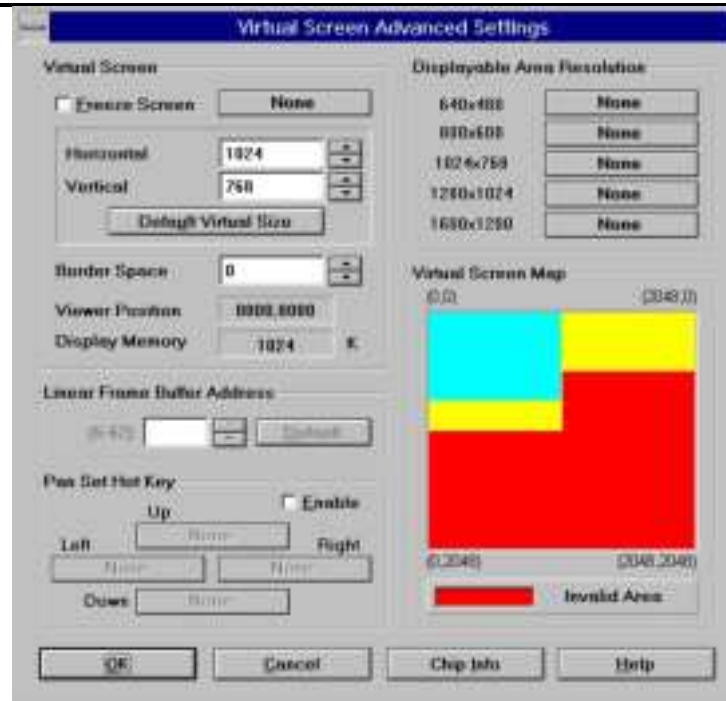 Virtual Screen Advanced Settings
Virtual Screen
Freeze Screen None
Horizontal 1024
Vertical 768
Default Virtual Size
Border Space 0
Viewer Position 0000,0000
Display Memory 1024 K
Linear Frame Buffer Address
Default
Pan Set Hot Key
Enable
Up
None
Left Right
None None
Down None
Displayable Area Resolution
640x480 None
800x600 None
1024x768 None
1280x1024 None
1600x1200 None
Virtual Screen Map
(0,0) (2048,0)
(0,2048) (2048,2048)
Invalid Area
OK Cancel Chip Info Help